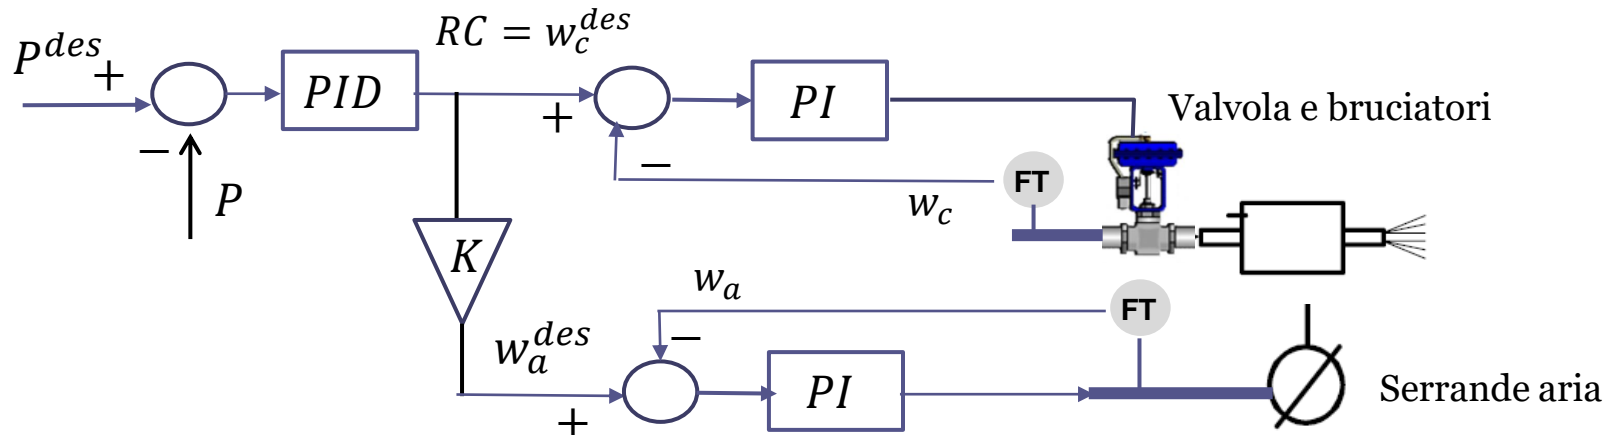 P^{des}
+
−
P
PID
RC = w_c^{des}
+
−
PI
w_c
FT
Valvola e bruciatori
K
w_a^{des}
+
−
w_a
PI
FT
Serrande aria